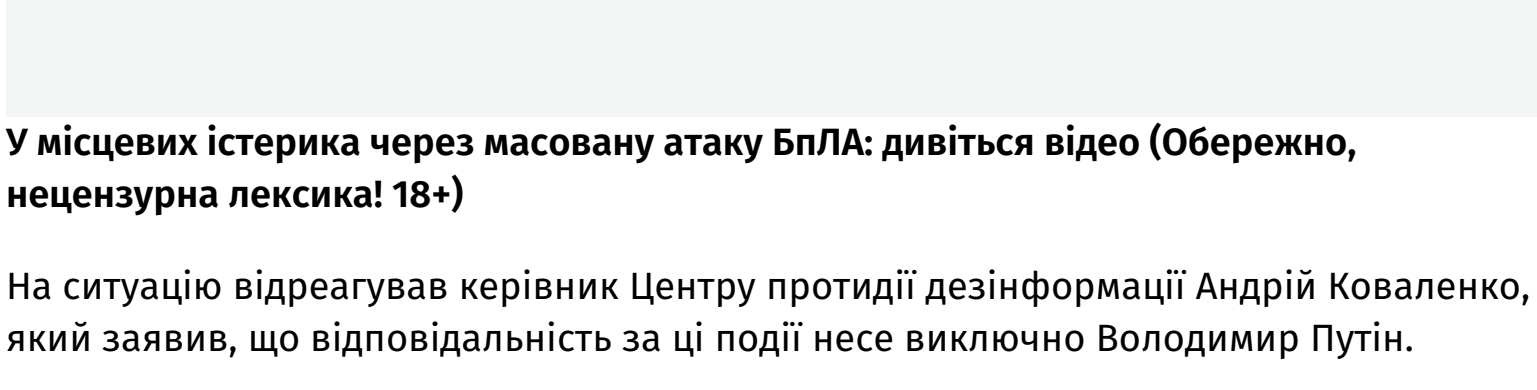 У місцевих істерика через масовану атаку БпЛА: дивіться відео (Обережно,
нецензурна лексика! 18+)
На ситуацію відреагував керівник Центру протидії дезінформації Андрій Коваленко,
який заявив, що відповідальність за ці події несе виключно Володимир Путін.